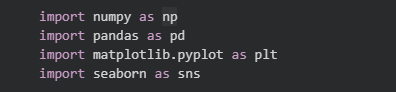 import numpy as np
import pandas as pd
import matplotlib.pyplot as plt
import seaborn as sns